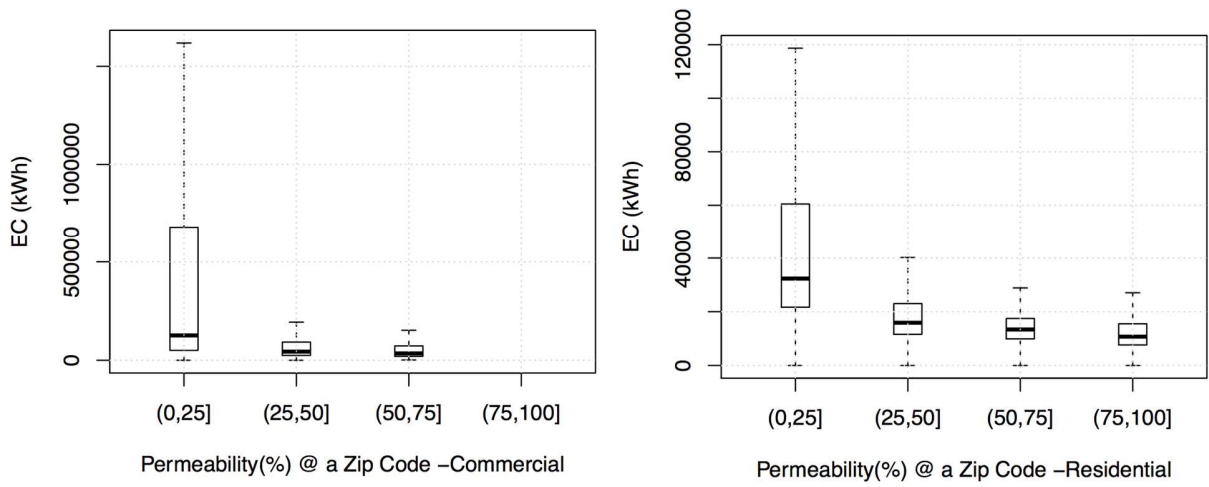 EC (kWh)
1000000
500000
0
(0,25] (25,50] (50,75] (75,100]
Permeability(%) @ a Zip Code −Commercial
EC (kWh)
120000
80000
40000
0
(0,25] (25,50] (50,75] (75,100]
Permeability(%) @ a Zip Code −Residential